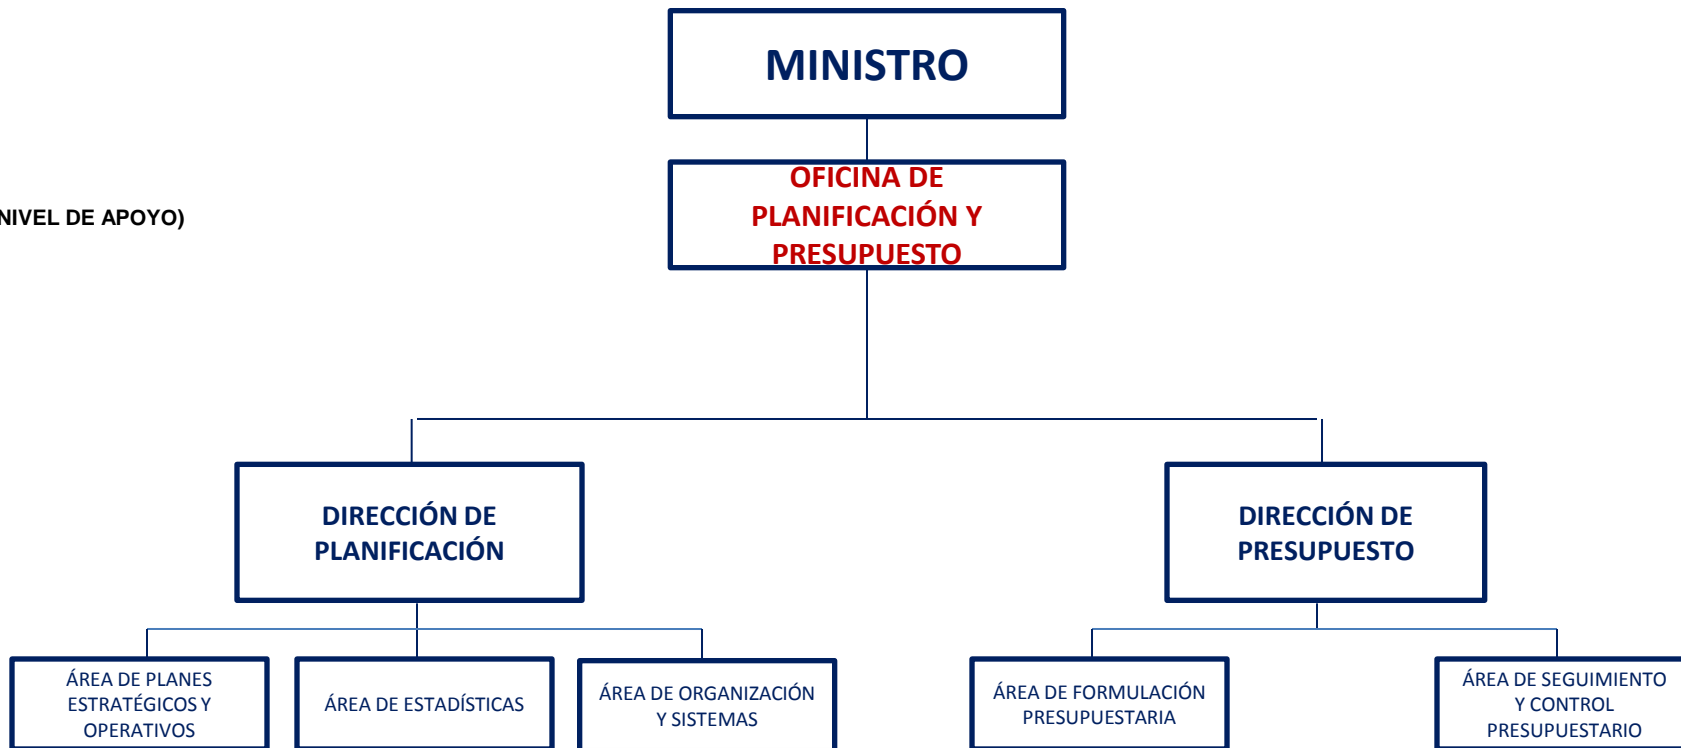 MINISTRO
OFICINA DE
PLANIFICACIÓN Y
PRESUPUESTO
NIVEL DE APOYO)
DIRECCIÓN DE
PLANIFICACIÓN
DIRECCIÓN DE
PRESUPUESTO
ÁREA DE PLANES
ESTRATÉGICOS Y
OPERATIVOS
ÁREA DE ESTADÍSTICAS
ÁREA DE ORGANIZACIÓN
Y SISTEMAS
ÁREA DE FORMULACIÓN
PRESUPUESTARIA
ÁREA DE SEGUIMIENTO
Y CONTROL
PRESUPUESTARIO